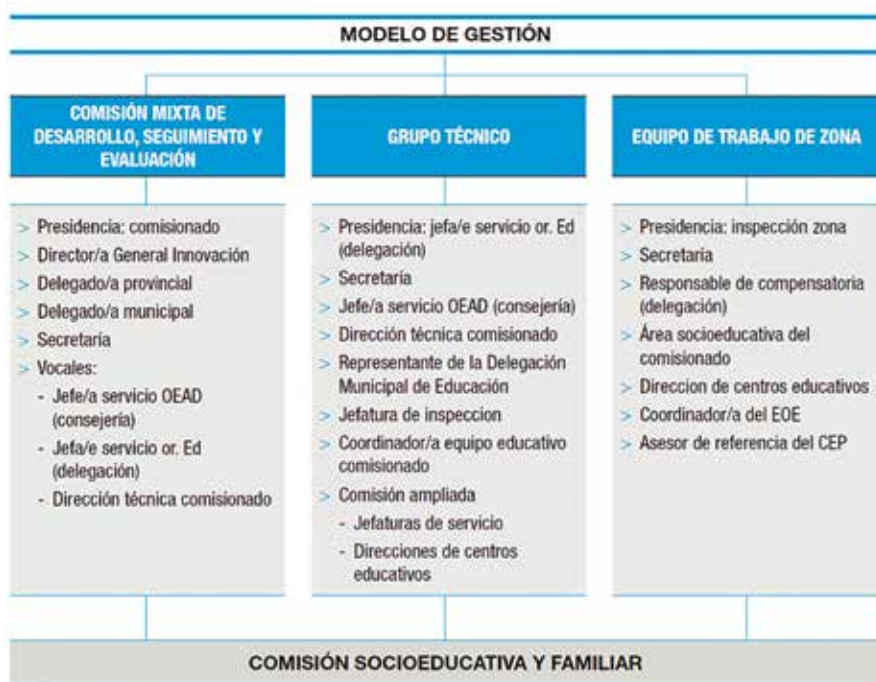 MODELO DE GESTIÓN
COMISIÓN MIXTA DE
DESARROLLO, SEGUIMIENTO Y
EVALUACIÓN
> Presidencia: comisionado
> Director/a General Innovación
> Delegado/a provincial
> Delegado/a municipal
> Secretaría
> Vocales:
- Jefe/a servicio OEAD
(consejería)
- Jefa/e servicio or. Ed
(delegación)
- Dirección técnica comisionado
GRUPO TÉCNICO
> Presidencia: jefa/e servicio or. Ed
(delegación)
> Secretaría
> Jefe/a servicio OEAD (consejería)
> Dirección técnica comisionado
> Representante de la Delegación
Municipal de Educación
> Jefatura de inspeccion
> Coordinador/a equipo educativo
comisionado
> Comisión ampliada
- Jefaturas de servicio
- Direcciones de centros
educativos
EQUIPO DE TRABAJO DE ZONA
> Presidencia: inspección zona
> Secretaría
> Responsable de compensatoria
(delegación)
> Área socioeducativa del
comisionado
> Direccion de centros educativos
> Coordinador/a del EOE
> Asesor de referencia del CEP
COMISIÓN SOCIOEDUCATIVA Y FAMILIAR